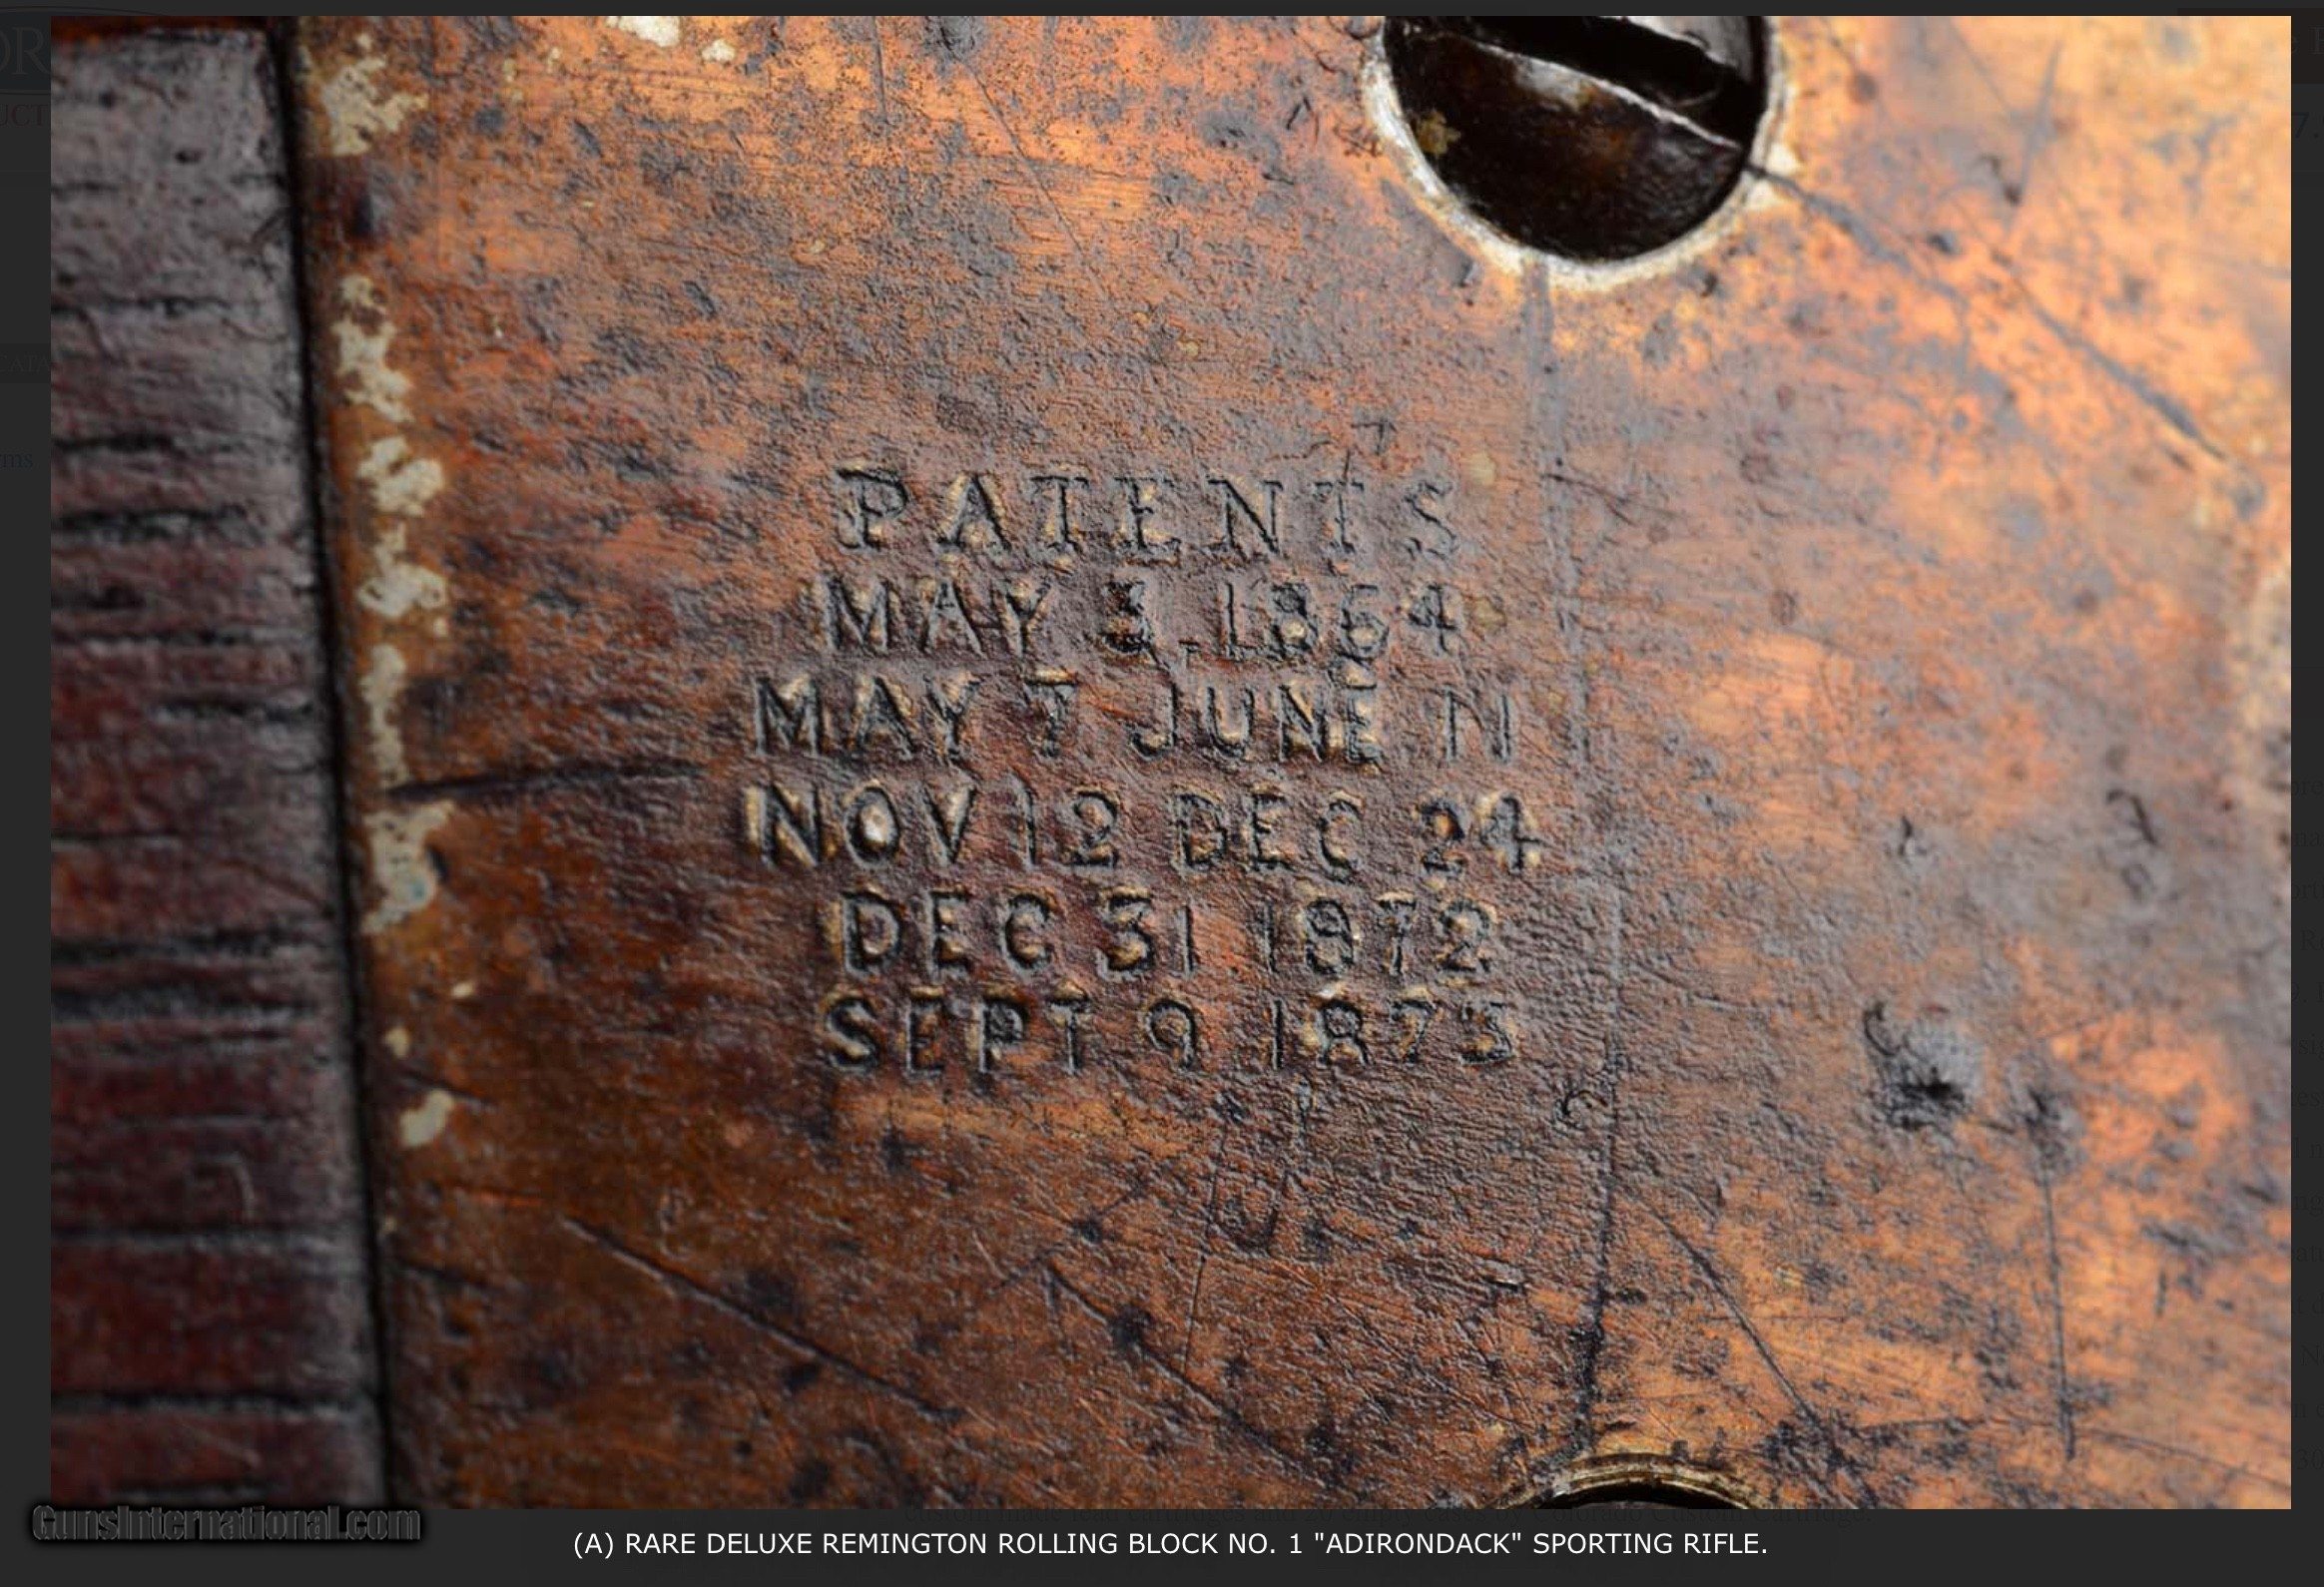 PATENTS
MAY 3, 1864
MAY 7 JUNE 11
NOV 12 DEC 24
DEC 31 1872
SEPT 9 1873
GunsInternational.com
(A) RARE DELUXE REMINGTON ROLLING BLOCK NO. 1 "ADIRONDACK" SPORTING RIFLE.